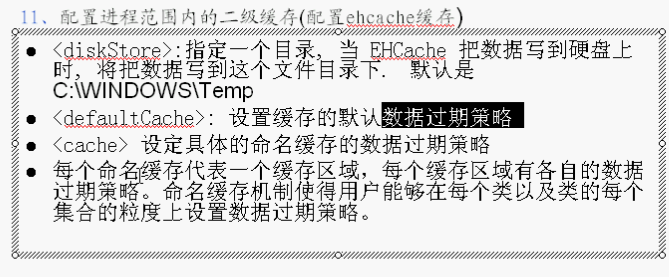 11、配置进程范围内的二级缓存(配置ehcache缓存)
● <diskStore>:指定一个目录, 当 EHCache 把数据写到硬盘上
时, 将把数据写到这个文件目录下. 默认是
C:\WINDOWS\Temp
● <defaultCache>: 设置缓存的默认数据过期策略
● <cache> 设定具体的命名缓存的数据过期策略
● 每个命名缓存代表一个缓存区域，每个缓存区域有各自的数据
过期策略。命名缓存机制使得用户能够在每个类以及类的每个
集合的粒度上设置数据过期策略。